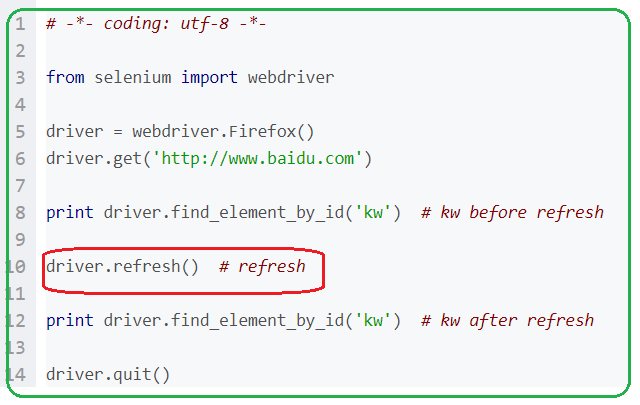 1 # -*- coding: utf-8 -*-
2
3 from selenium import webdriver
4
5 driver = webdriver.Firefox()
6 driver.get('http://www.baidu.com')
7
8 print driver.find_element_by_id('kw')  # kw before refresh
9
10 driver.refresh()  # refresh
11
12 print driver.find_element_by_id('kw')  # kw after refresh
13
14 driver.quit()